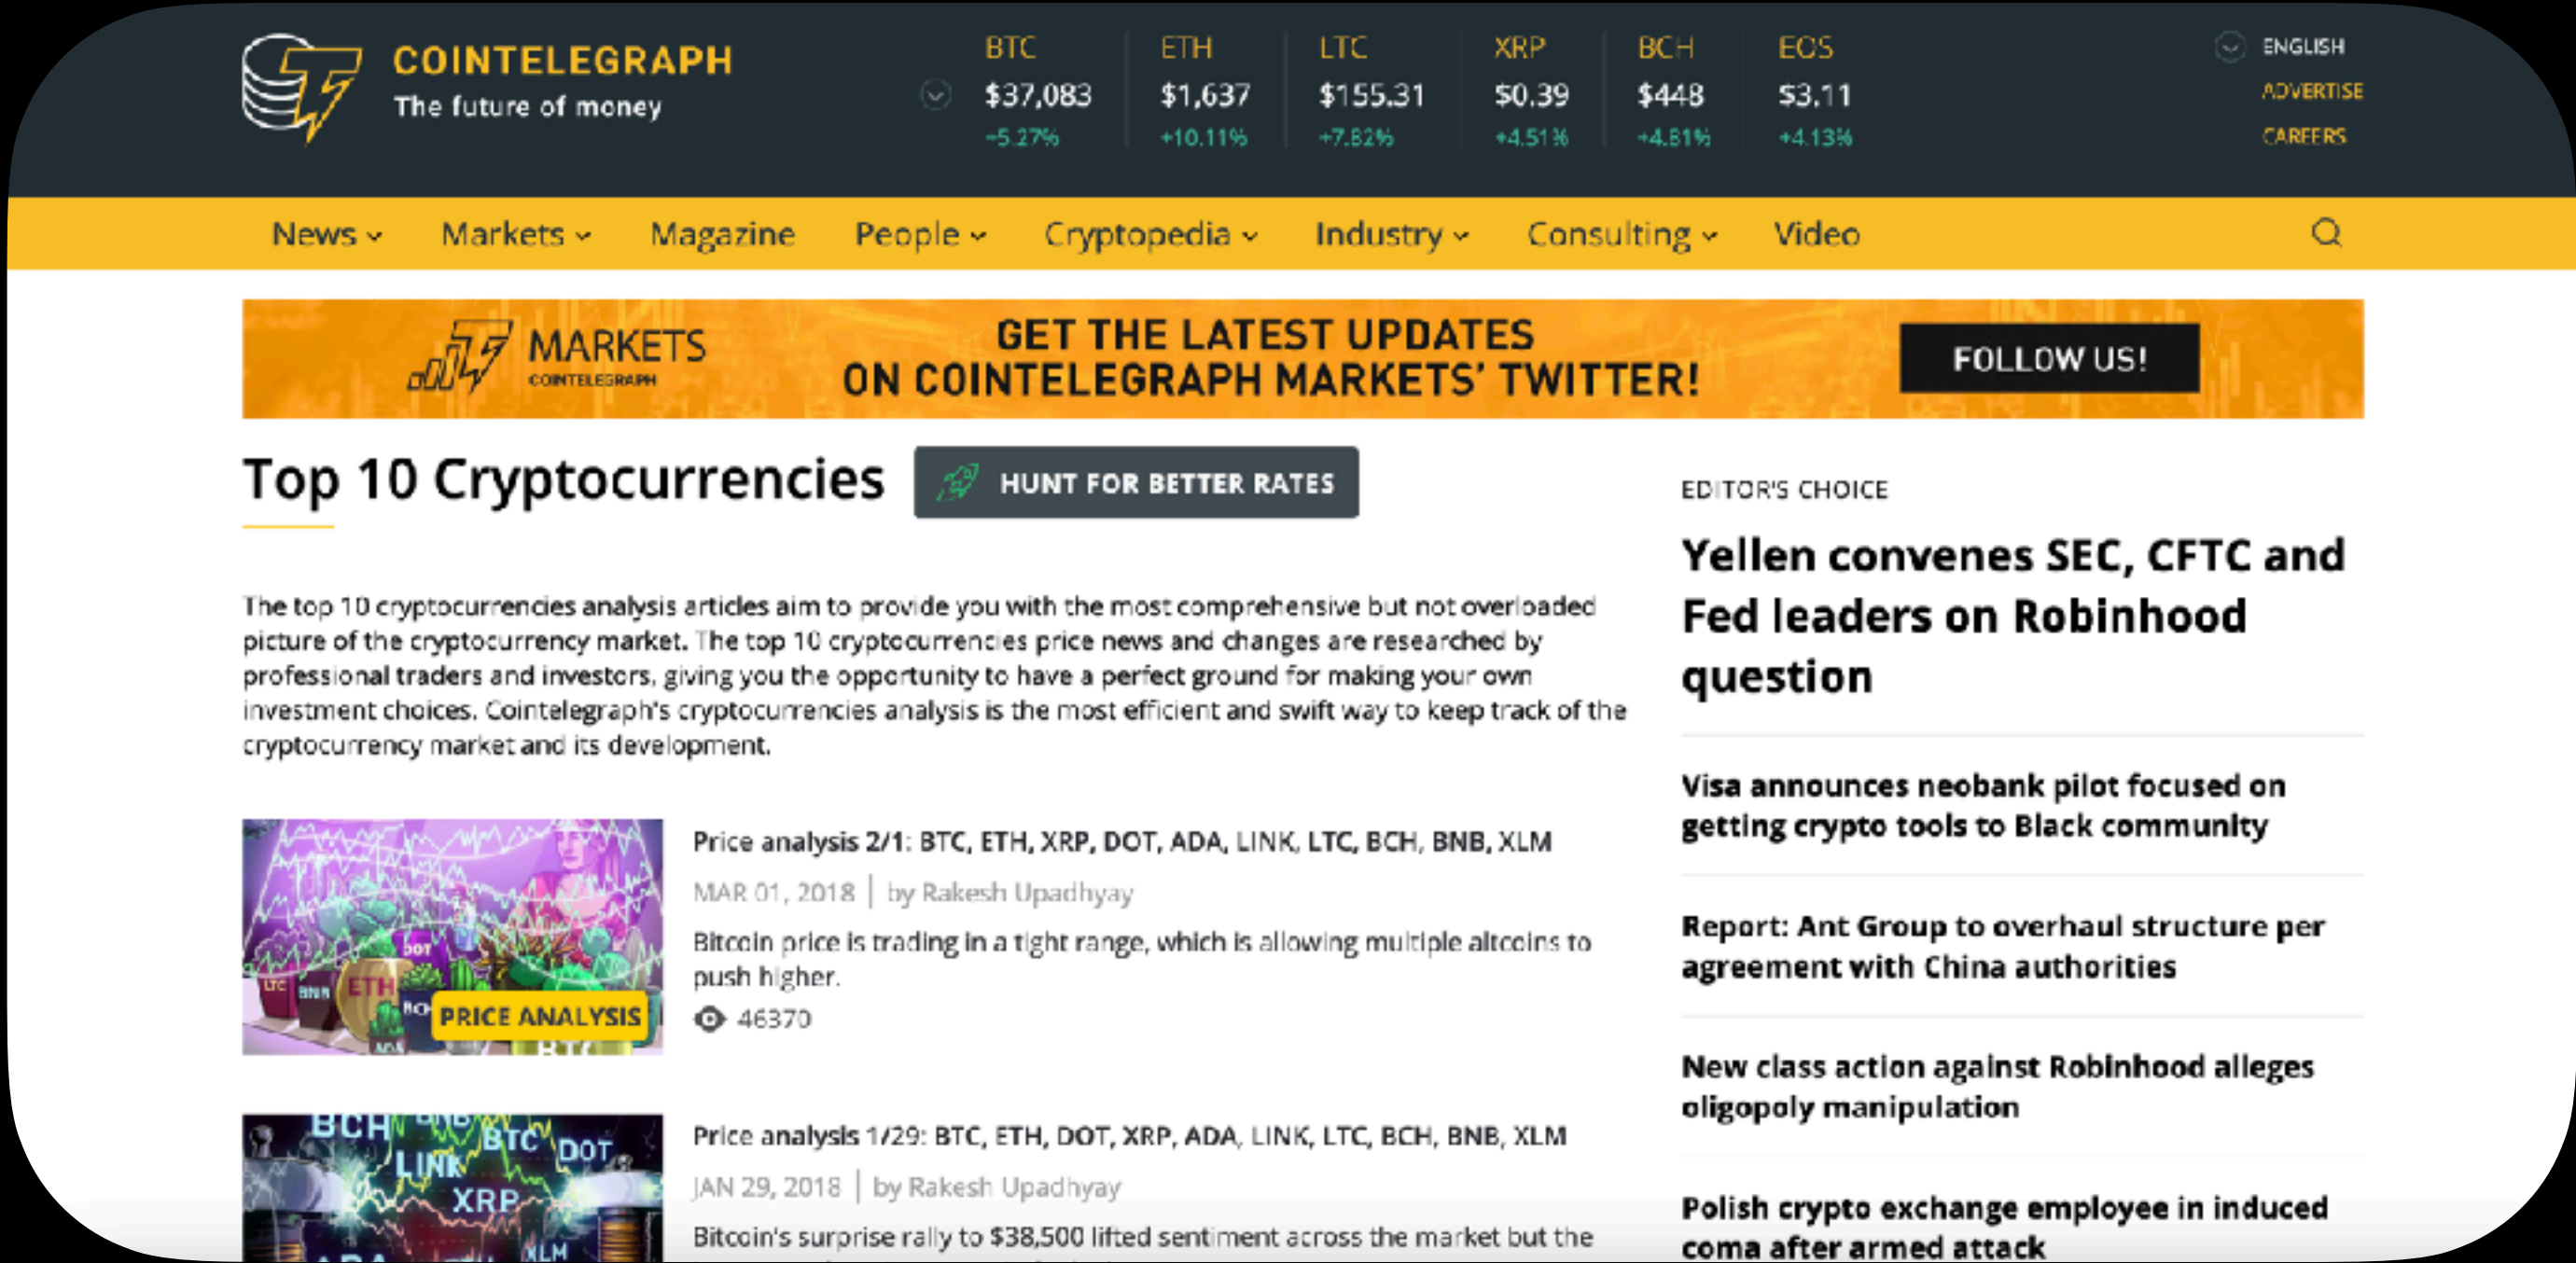 COINTELEGRAPH
The future of money
BTC
$37,083
+5.27%
ETH
$1,637
+10.11%
LTC
$155.31
+7.82%
XRP
$0.39
+4.51%
BCH
$448
+4.81%
EOS
$3.11
+4.13%
ENGLISH
ADVERTISE
CAREERS
News
Markets
Magazine
People
Cryptopedia
Industry
Consulting
Video
MARKETS
COINTELEGRAPH
GET THE LATEST UPDATES
ON COINTELEGRAPH MARKETS' TWITTER!
FOLLOW US!
Top 10 Cryptocurrencies
HUNT FOR BETTER RATES
The top 10 cryptocurrencies analysis articles aim to provide you with the most comprehensive but not overloaded
picture of the cryptocurrency market. The top 10 cryptocurrencies price news and changes are researched by
professional traders and investors, giving you the opportunity to have a perfect ground for making your own
investment choices. Cointelegraph's cryptocurrencies analysis is the most efficient and swift way to keep track of the
cryptocurrency market and its development.
DOT
LTC
BNB
ETH
BCH
ADA
BTC
PRICE ANALYSIS
Price analysis 2/1: BTC, ETH, XRP, DOT, ADA, LINK, LTC, BCH, BNB, XLM
MAR 01, 2018 | by Rakesh Upadhyay
Bitcoin price is trading in a tight range, which is allowing multiple altcoins to
push higher.
46370
BCH
BNB
BTC
DOT
LINK
XRP
XLM
Price analysis 1/29: BTC, ETH, DOT, XRP, ADA, LINK, LTC, BCH, BNB, XLM
JAN 29, 2018 | by Rakesh Upadhyay
Bitcoin's surprise rally to $38,500 lifted sentiment across the market but the
EDITOR'S CHOICE
Yellen convenes SEC, CFTC and
Fed leaders on Robinhood
question
Visa announces neobank pilot focused on
getting crypto tools to Black community
Report: Ant Group to overhaul structure per
agreement with China authorities
New class action against Robinhood alleges
oligopoly manipulation
Polish crypto exchange employee in induced
coma after armed attack